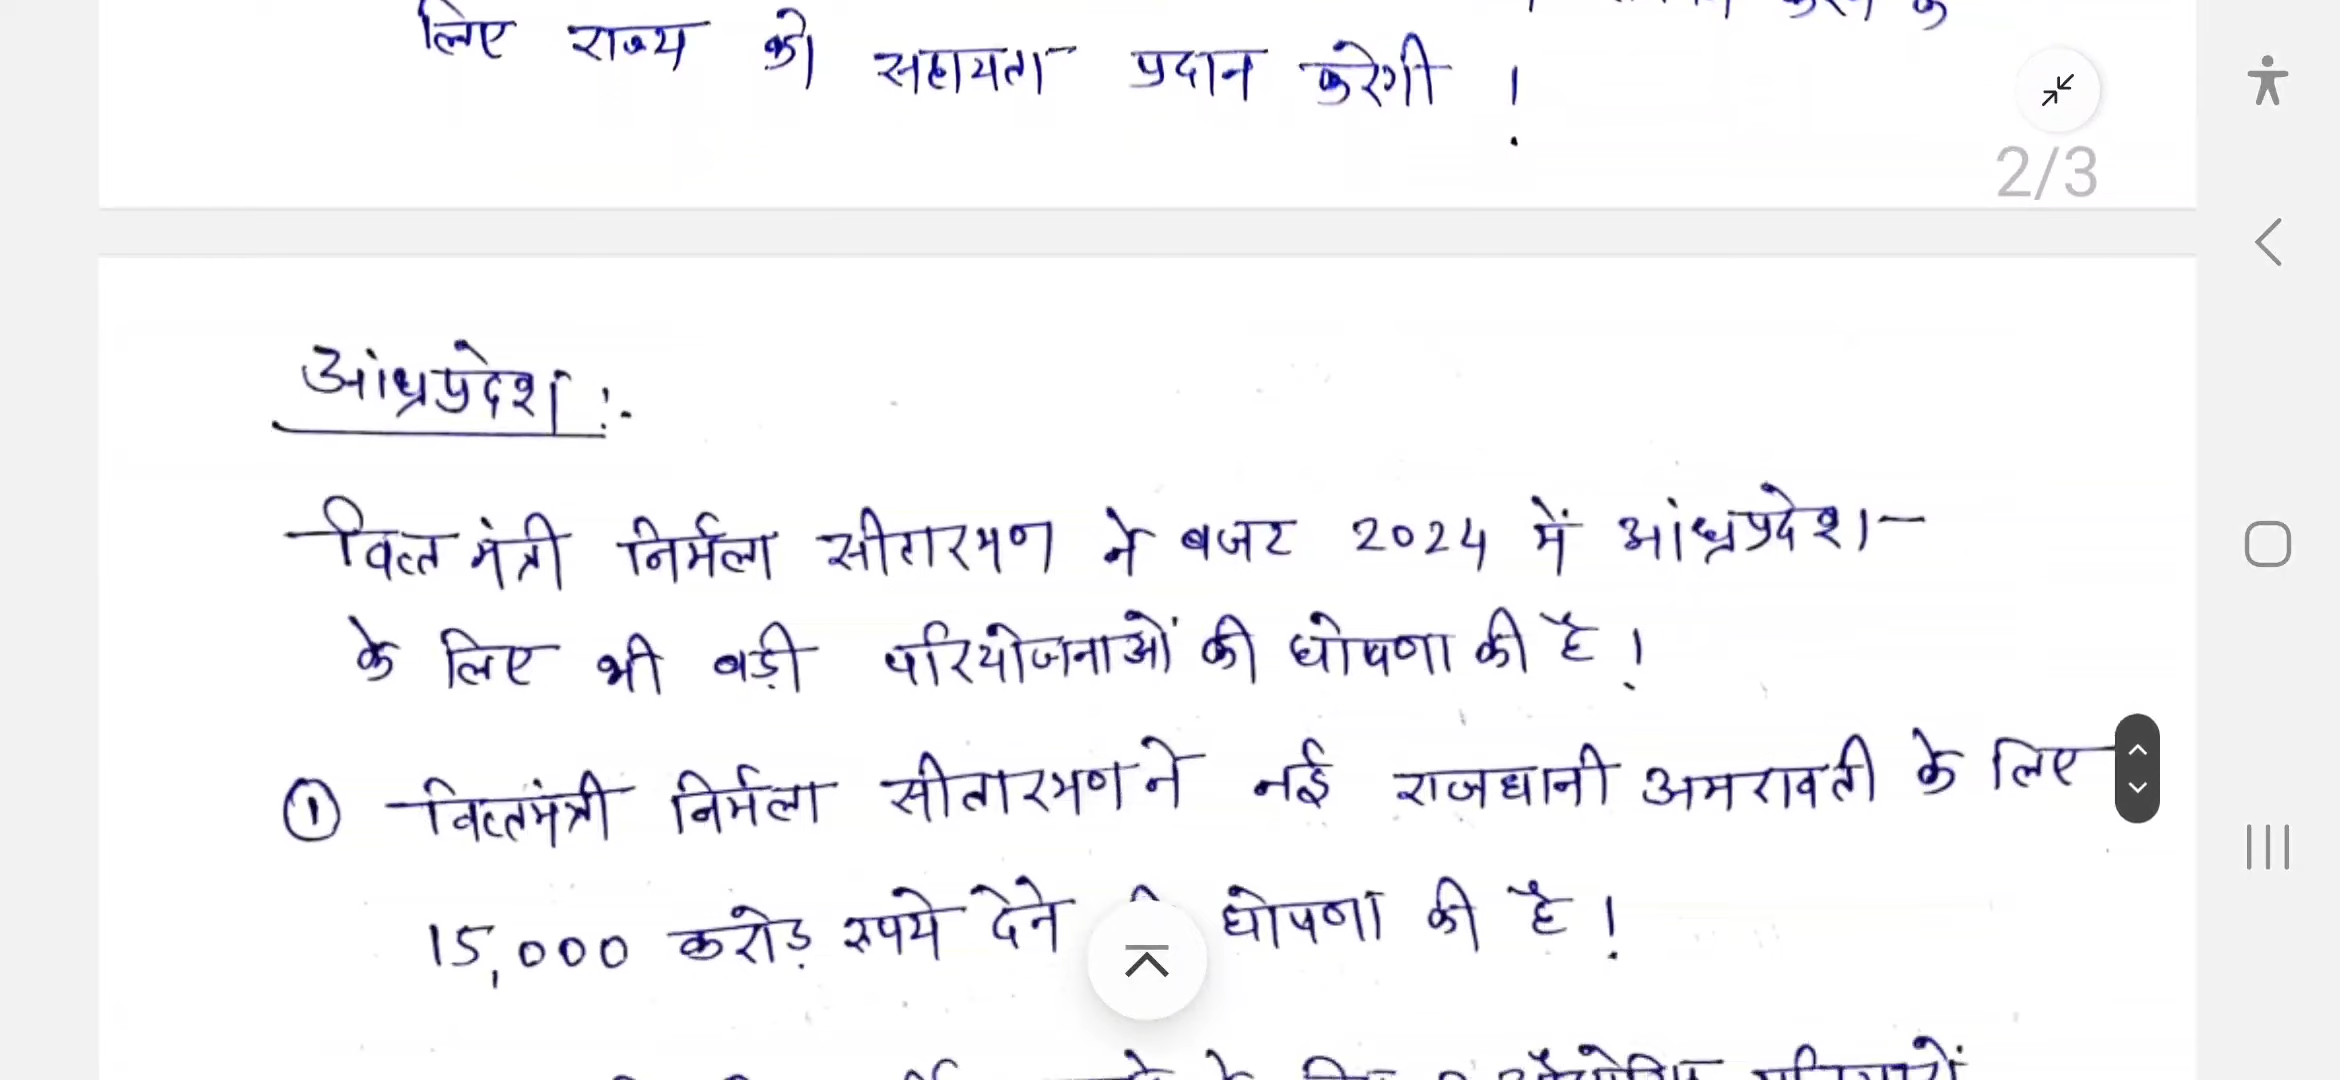 लिए राज्य को सहायता प्रदान करेगी !
2/3
आंध्रप्रदेश :-
वित्त मंत्री निर्मला सीतारमण ने बजट 2024 में आंध्रप्रदेश
के लिए भी बड़ी परियोजनाओं की घोषणा की है !
① वित्तमंत्री निर्मला सीतारमण ने नई राजधानी अमरावती के लिए
15,000 करोड़ रुपये देने घोषणा की है !